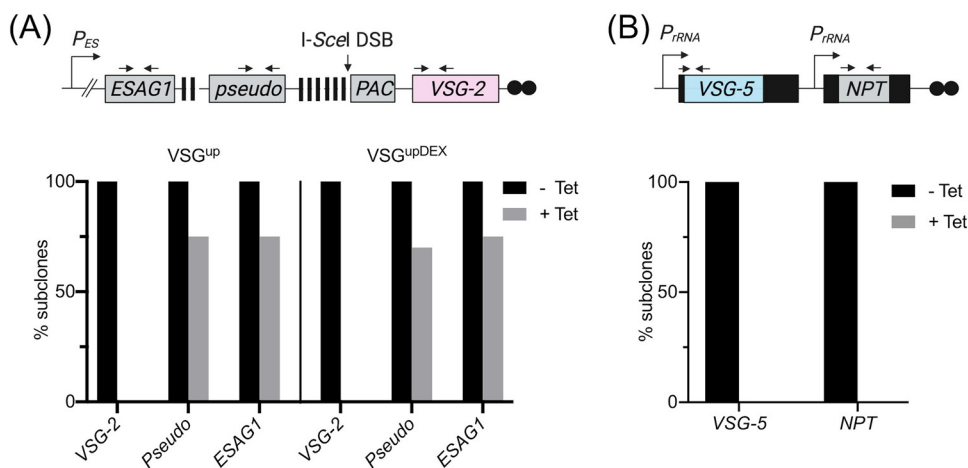 (A)
P_ES
I-SceI DSB
ESAG1
pseudo
PAC
VSG-2
VSG^up
VSG^upDEX
% subclones
100
50
0
- Tet
+ Tet
VSG-2
Pseudo
ESAG1
VSG-2
Pseudo
ESAG1
(B)
P_rRNA
P_rRNA
VSG-5
NPT
% subclones
100
50
0
- Tet
+ Tet
VSG-5
NPT